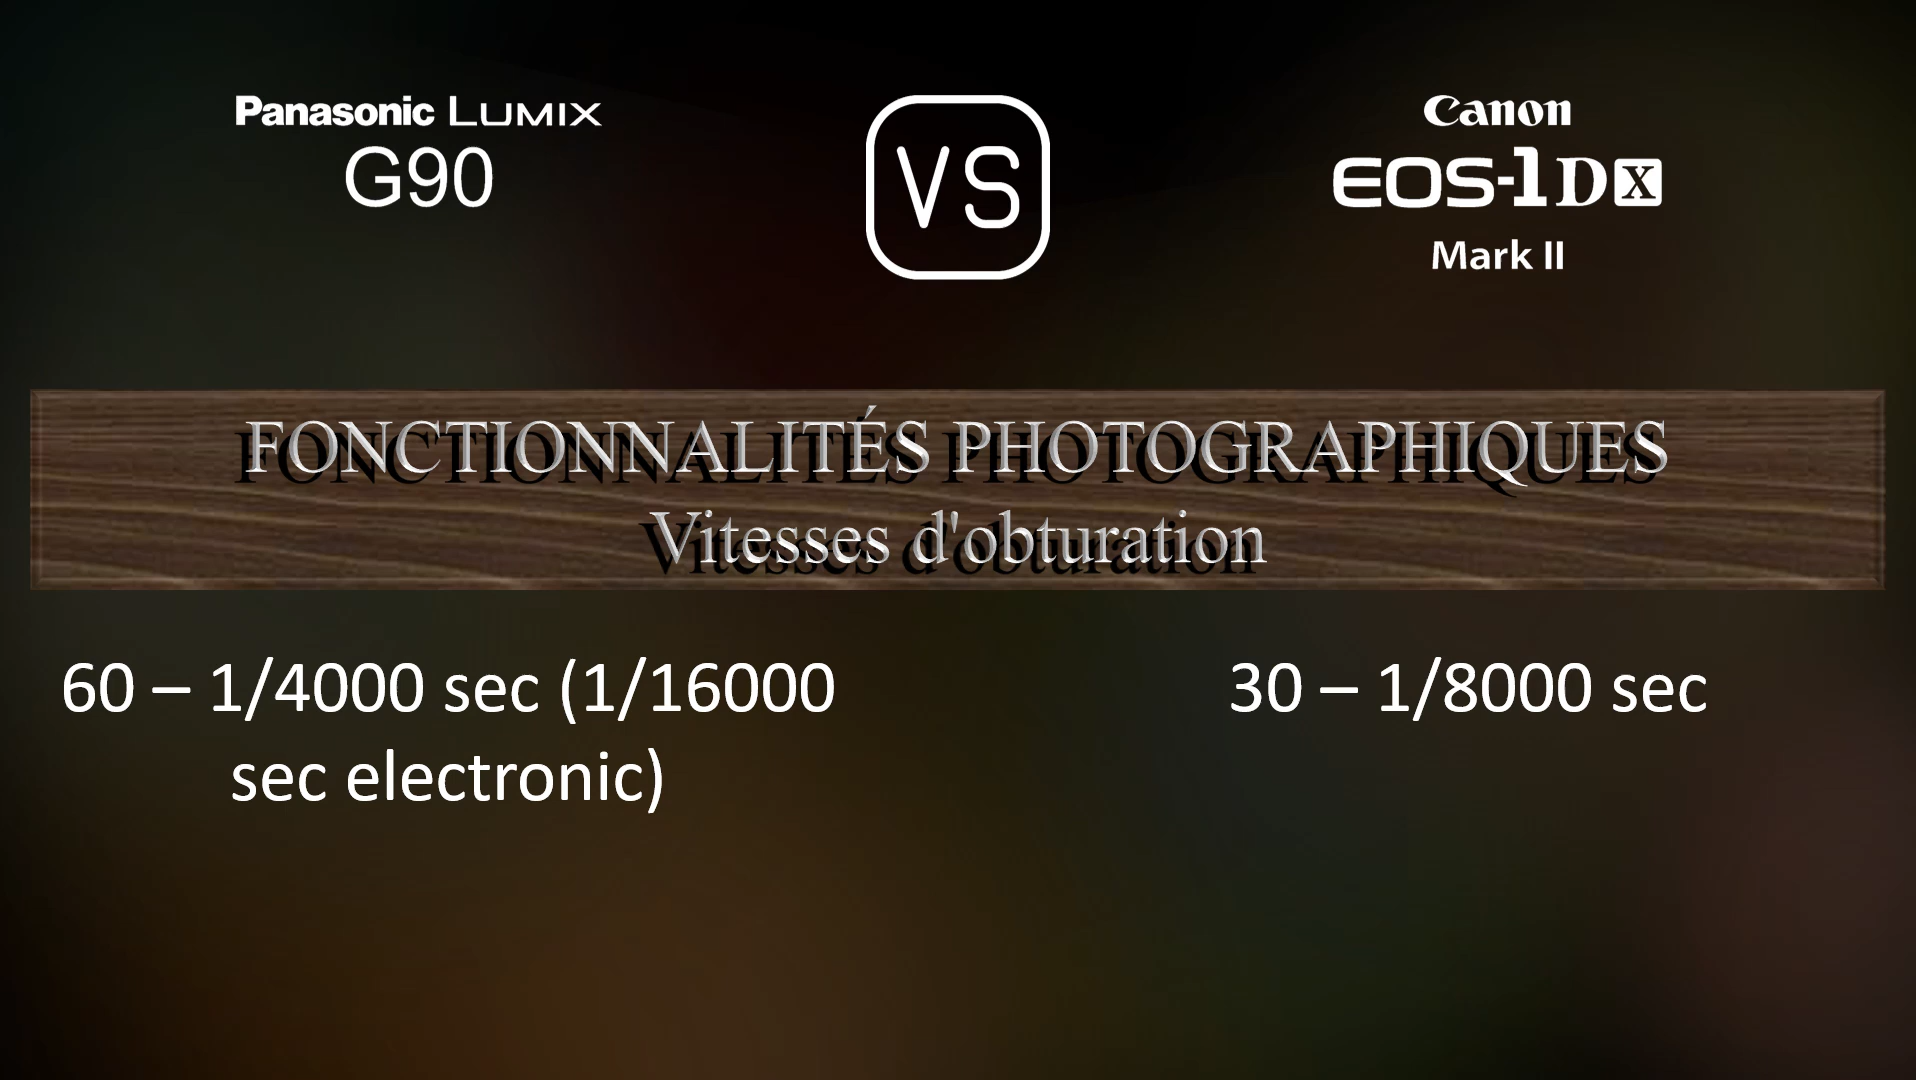 Panasonic LUMIX
G90
VS
Canon
EOS-1DX
Mark II
FONCTIONNALITÉS PHOTOGRAPHIQUES
Vitesses d'obturation
60 – 1/4000 sec (1/16000
sec electronic)
30 – 1/8000 sec